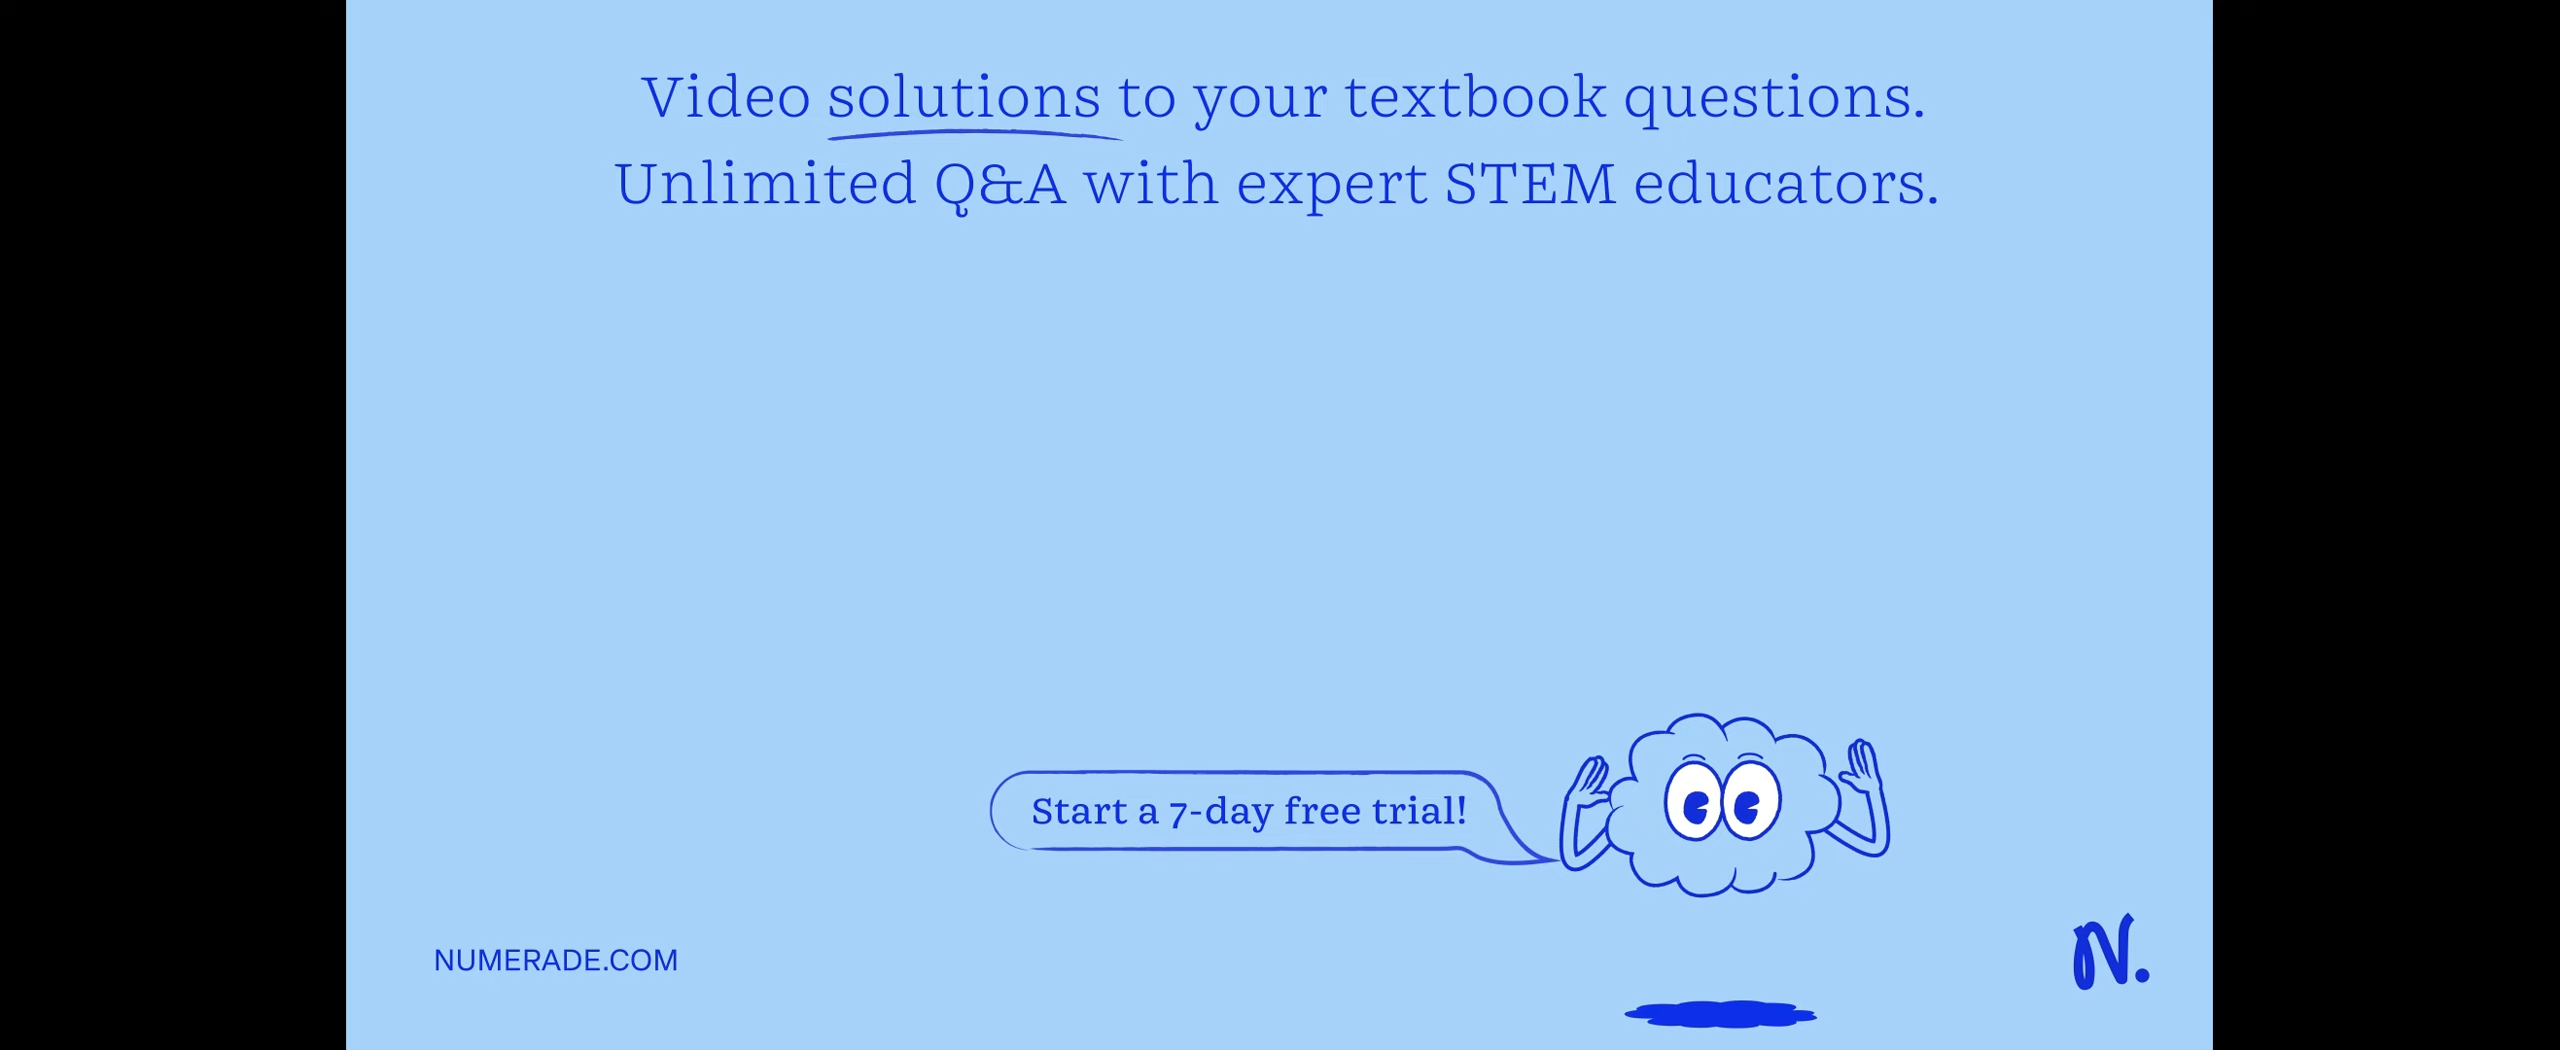 Video solutions to your textbook questions.
Unlimited Q&A with expert STEM educators.
Start a 7-day free trial!
NUMERADE.COM
N.